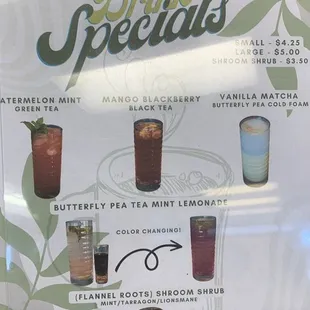 Drink
Specials
SMALL - $4.25
LARGE - $5.00
SHROOM SHRUB - $3.50
WATERMELON MINT
GREEN TEA
MANGO BLACKBERRY
BLACK TEA
VANILLA MATCHA
BUTTERFLY PEA COLD FOAM
BUTTERFLY PEA TEA MINT LEMONADE
COLOR CHANGING!
(FLANNEL ROOTS) SHROOM SHRUB
MINT/TARRAGON/LIONSMANE